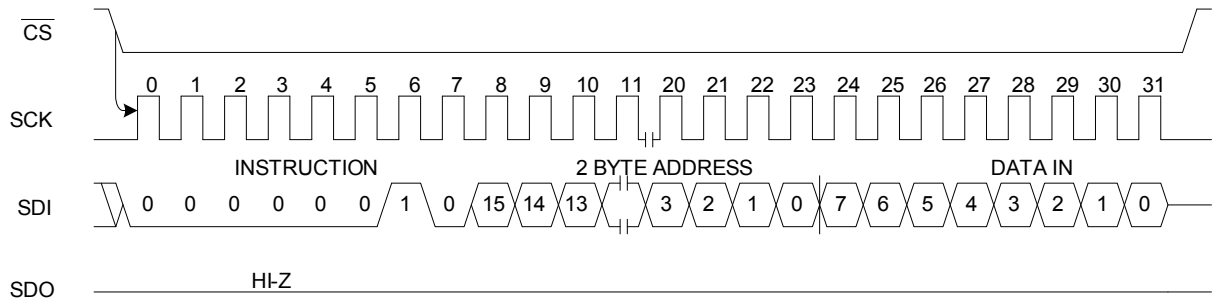 CS
0 1 2 3 4 5 6 7 8 9 10 11 20 21 22 23 24 25 26 27 28 29 30 31
SCK
INSTRUCTION 2 BYTE ADDRESS DATA IN
SDI 0 0 0 0 0 0 1 0 15 14 13 3 2 1 0 7 6 5 4 3 2 1 0
HI-Z
SDO